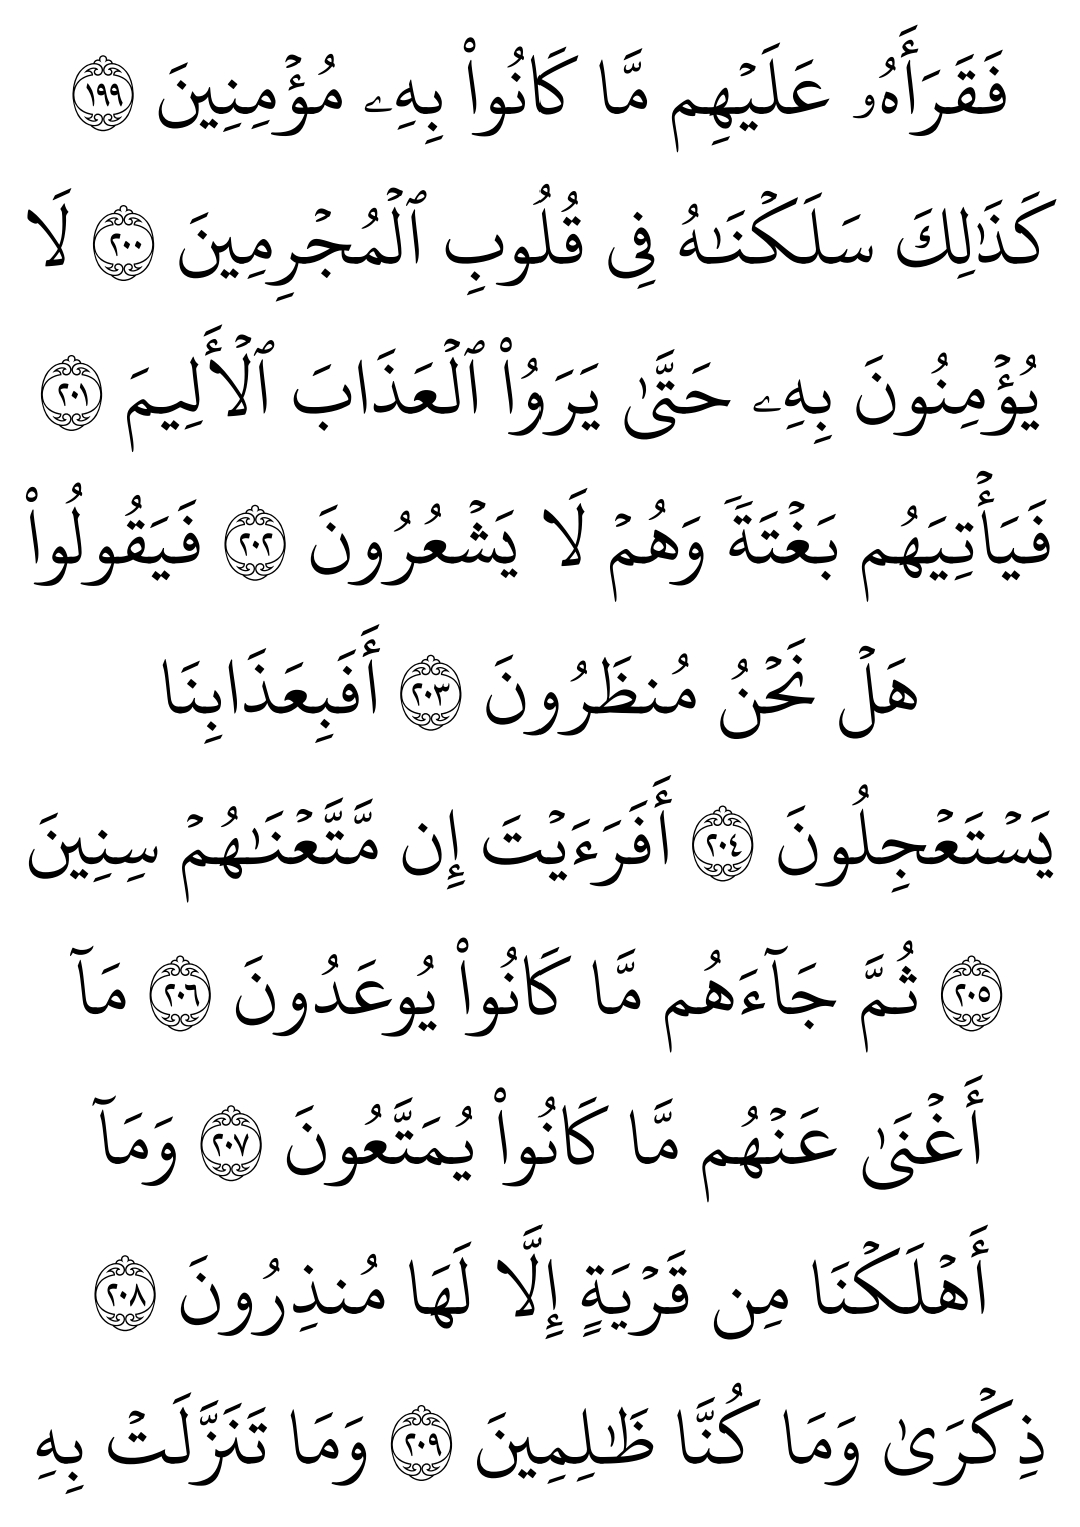 فَقَرَأَهُۥ عَلَيۡهِم مَّا كَانُواْ بِهِۦ مُؤۡمِنِينَ ١٩٩
كَذَٰلِكَ سَلَكۡنَٰهُ فِي قُلُوبِ ٱلۡمُجۡرِمِينَ ٢٠٠ لَا
يُؤۡمِنُونَ بِهِۦ حَتَّىٰ يَرَوُاْ ٱلۡعَذَابَ ٱلۡأَلِيمَ ٢٠١
فَيَأۡتِيَهُم بَغۡتَةٗ وَهُمۡ لَا يَشۡعُرُونَ ٢٠٢ فَيَقُولُواْ
هَلۡ نَحۡنُ مُنظَرُونَ ٢٠٣ أَفَبِعَذَابِنَا
يَسۡتَعۡجِلُونَ ٢٠٤ أَفَرَءَيۡتَ إِن مَّتَّعۡنَٰهُمۡ سِنِينَ
٢٠٥ ثُمَّ جَآءَهُم مَّا كَانُواْ يُوعَدُونَ ٢٠٦ مَآ
أَغۡنَىٰ عَنۡهُم مَّا كَانُواْ يُمَتَّعُونَ ٢٠٧ وَمَآ
أَهۡلَكۡنَا مِن قَرۡيَةٍ إِلَّا لَهَا مُنذِرُونَ ٢٠٨
ذِكۡرَىٰ وَمَا كُنَّا ظَٰلِمِينَ ٢٠٩ وَمَا تَنَزَّلَتۡ بِهِ